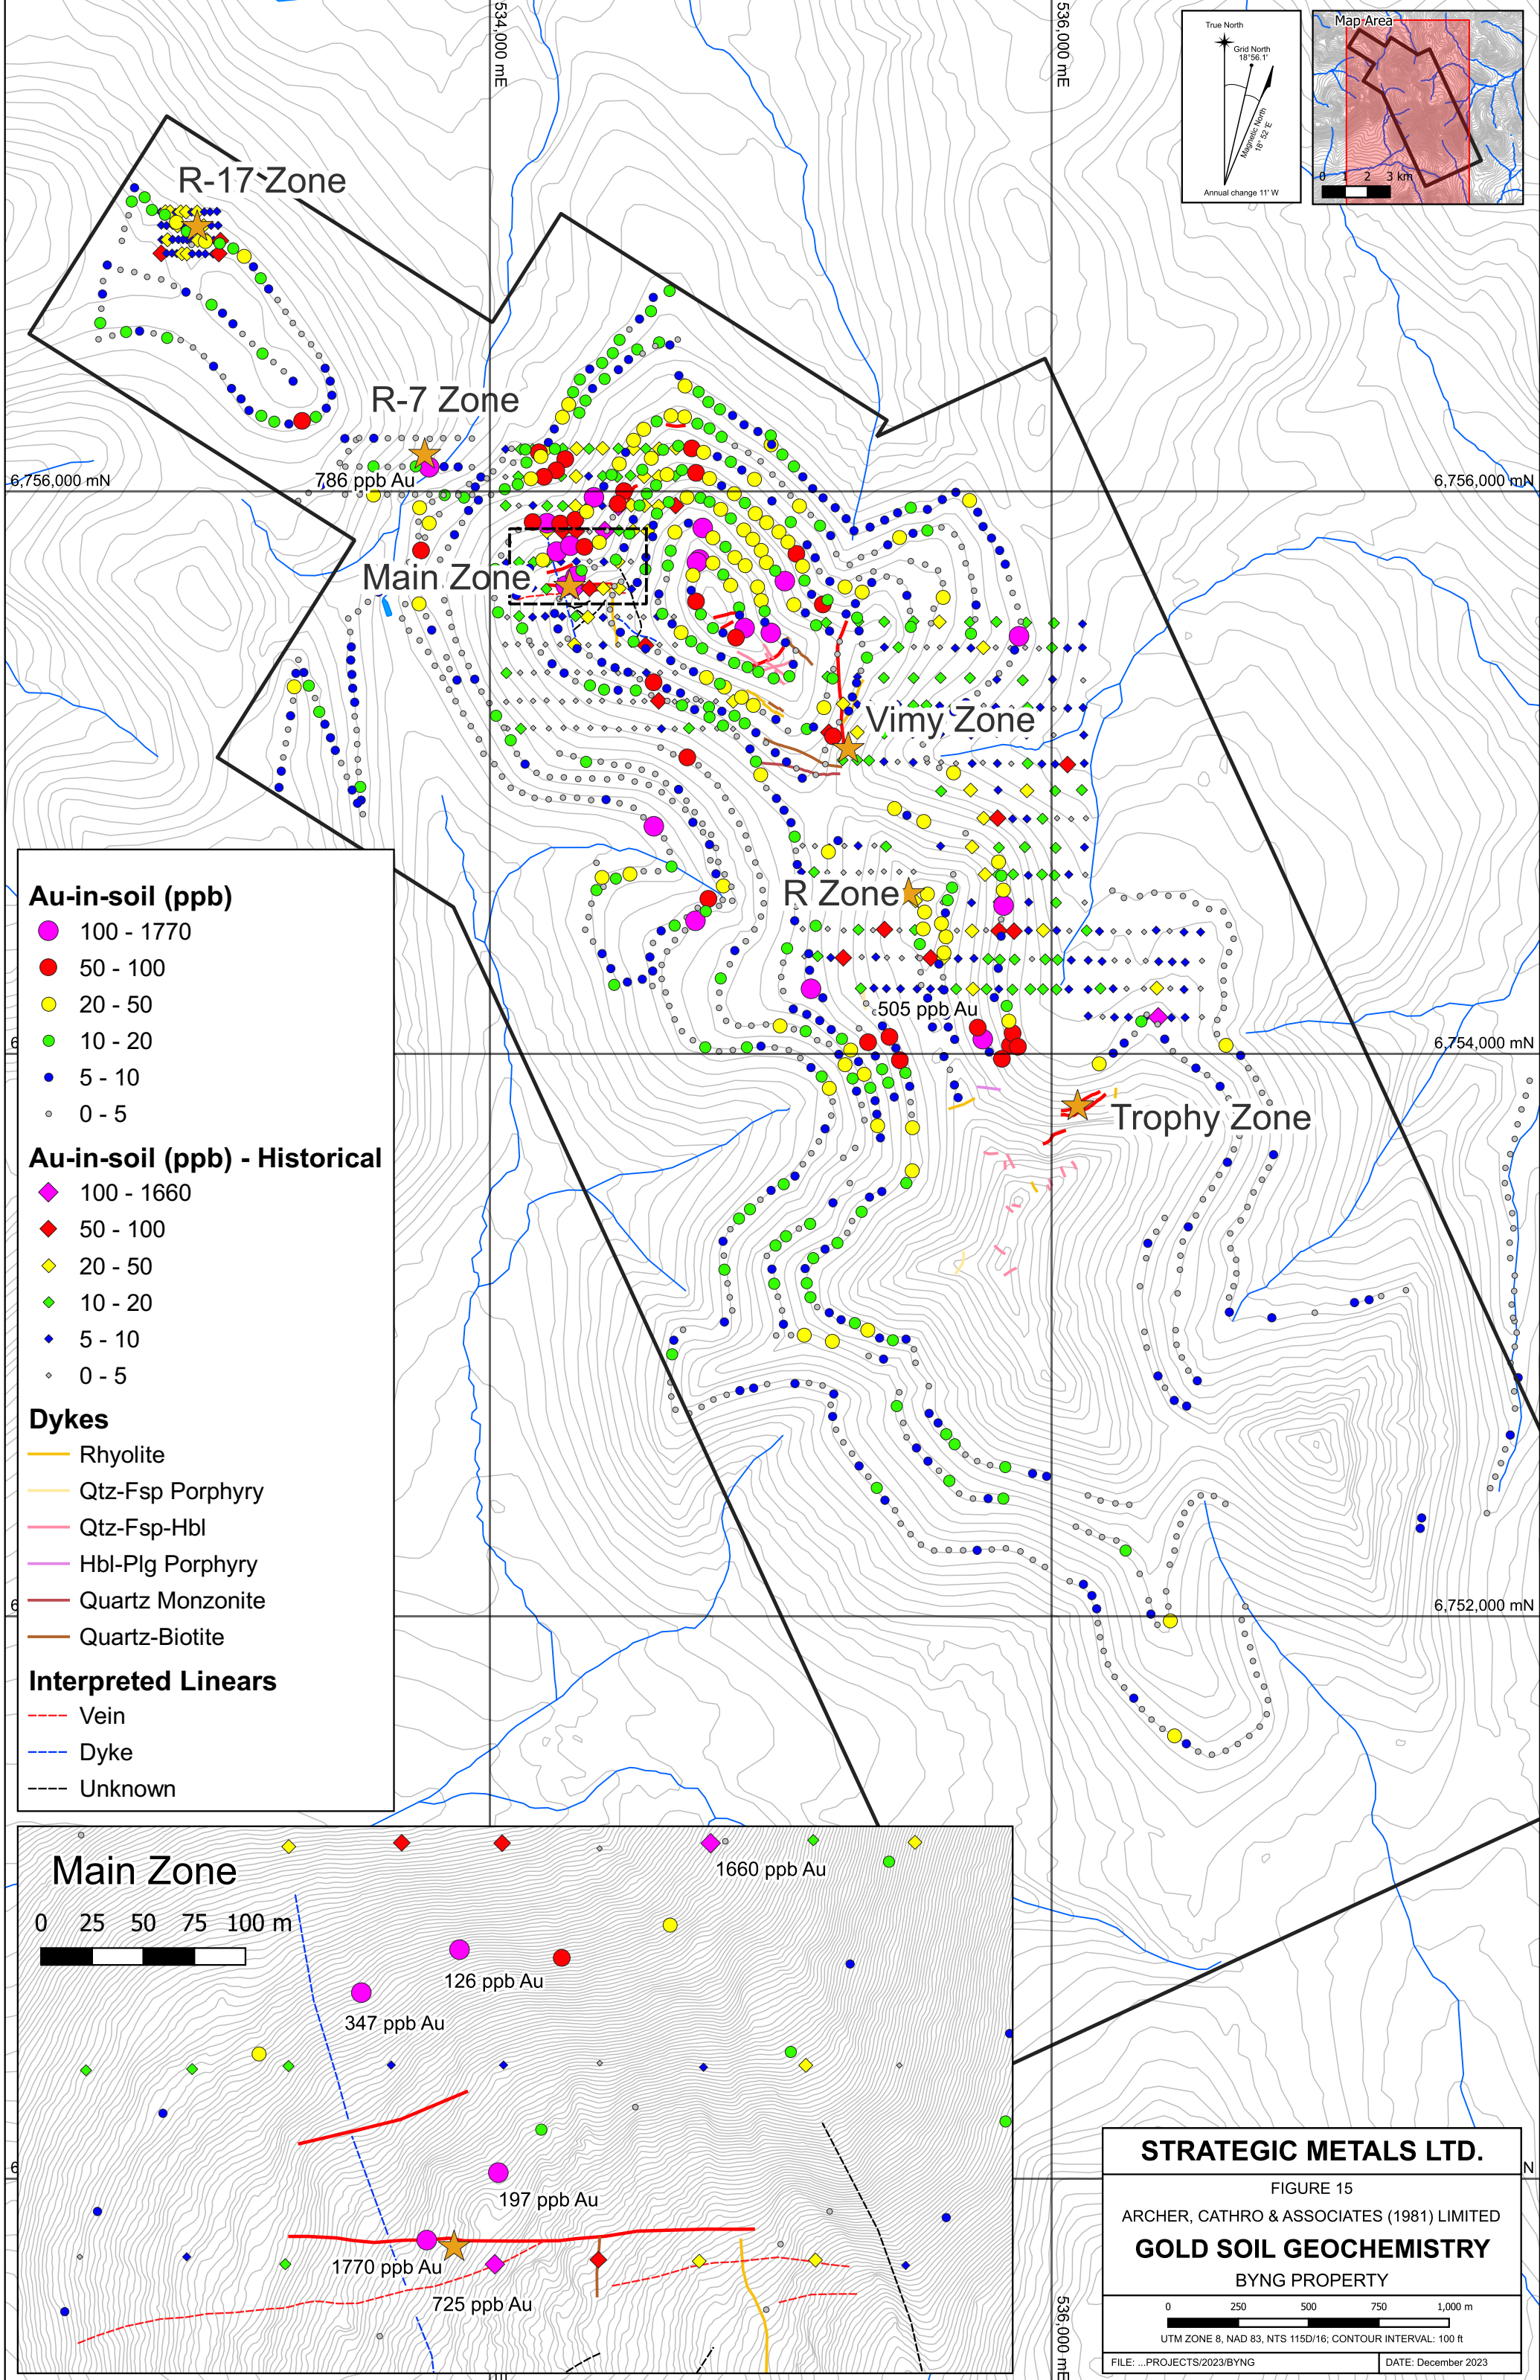 534,000 mE
536,000 mE
True North
Grid North
18°56.1'
Magnetic North
18° 52 'E
Annual change 11' W
Map Area
0 1 2 3 km
R-17 Zone
R-7 Zone
786 ppb Au
6,756,000 mN
6,756,000 mN
Main Zone
Vimy Zone
R Zone
505 ppb Au
6,754,000 mN
Trophy Zone
6,752,000 mN
Au-in-soil (ppb)
100 - 1770
50 - 100
20 - 50
10 - 20
5 - 10
0 - 5
Au-in-soil (ppb) - Historical
100 - 1660
50 - 100
20 - 50
10 - 20
5 - 10
0 - 5
Dykes
Rhyolite
Qtz-Fsp Porphyry
Qtz-Fsp-Hbl
Hbl-Plg Porphyry
Quartz Monzonite
Quartz-Biotite
Interpreted Linears
Vein
Dyke
Unknown
Main Zone
0 25 50 75 100 m
1660 ppb Au
126 ppb Au
347 ppb Au
197 ppb Au
1770 ppb Au
725 ppb Au
536,000 mE
STRATEGIC METALS LTD.
FIGURE 15
ARCHER, CATHRO & ASSOCIATES (1981) LIMITED
GOLD SOIL GEOCHEMISTRY
BYNG PROPERTY
0 250 500 750 1,000 m
UTM ZONE 8, NAD 83, NTS 115D/16; CONTOUR INTERVAL: 100 ft
FILE: ...PROJECTS/2023/BYNG
DATE: December 2023